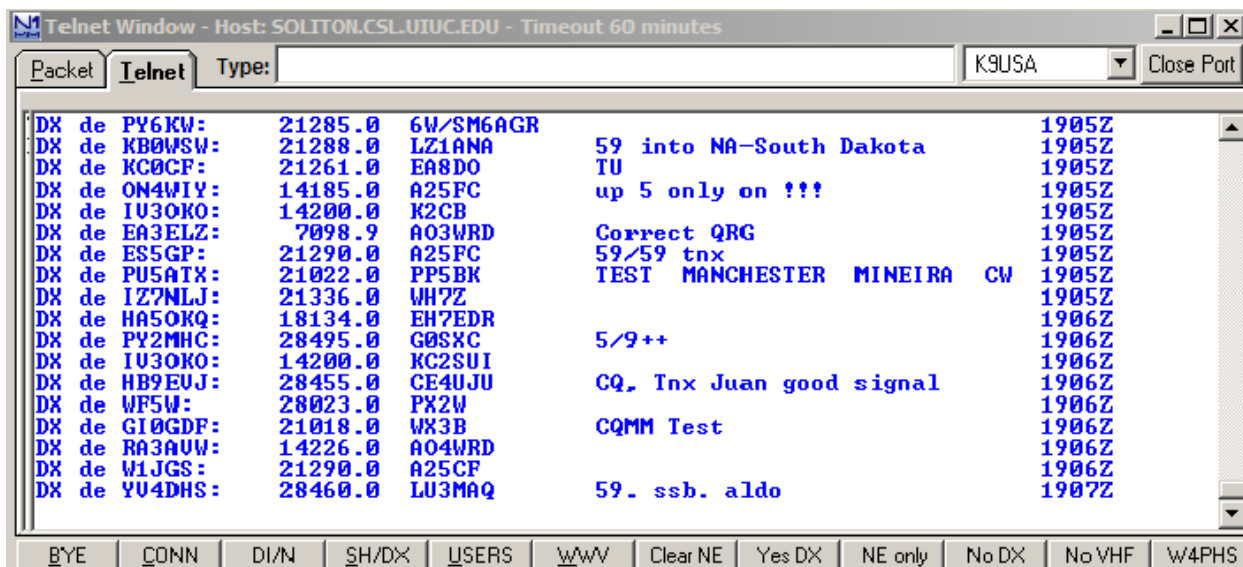 N1 Telnet Window - Host: SOLITON.CSL.UIUC.EDU - Timeout 60 minutes
Packet Telnet Type: K9USA Close Port
DX de PY6KW: 21285.0 6W/SM6AGR 1905Z
DX de KB0WSW: 21288.0 LZ1ANA 59 into NA-South Dakota 1905Z
DX de KC0CF: 21261.0 EA8DO TU 1905Z
DX de ON4WIY: 14185.0 A25FC up 5 only on !!! 1905Z
DX de IV3OKO: 14200.0 K2CB 1905Z
DX de EA3ELZ: 7098.9 AO3WRD Correct QRG 1905Z
DX de ES5GP: 21290.0 A25FC 59/59 tnx 1905Z
DX de PU5ATX: 21022.0 PP5BK TEST MANCHESTER MINEIRA CW 1905Z
DX de IZ7NLJ: 21336.0 WH7Z 1905Z
DX de HA5OKQ: 18134.0 EH7EDR 1906Z
DX de PY2MHC: 28495.0 G0SXC 5/9++ 1906Z
DX de IV3OKO: 14200.0 KC2SUI 1906Z
DX de HB9EVJ: 28455.0 CE4UJU CQ, Tnx Juan good signal 1906Z
DX de WF5W: 28023.0 PX2W 1906Z
DX de GI0GDF: 21018.0 WX3B CQMM Test 1906Z
DX de RA3AVW: 14226.0 AO4WRD 1906Z
DX de W1JGS: 21290.0 A25CF 1906Z
DX de YV4DHS: 28460.0 LU3MAQ 59. ssb. aldo 1907Z
BYE CONN DI/N SH/DX USERS WWV Clear NE Yes DX NE only No DX No VHF W4PHS